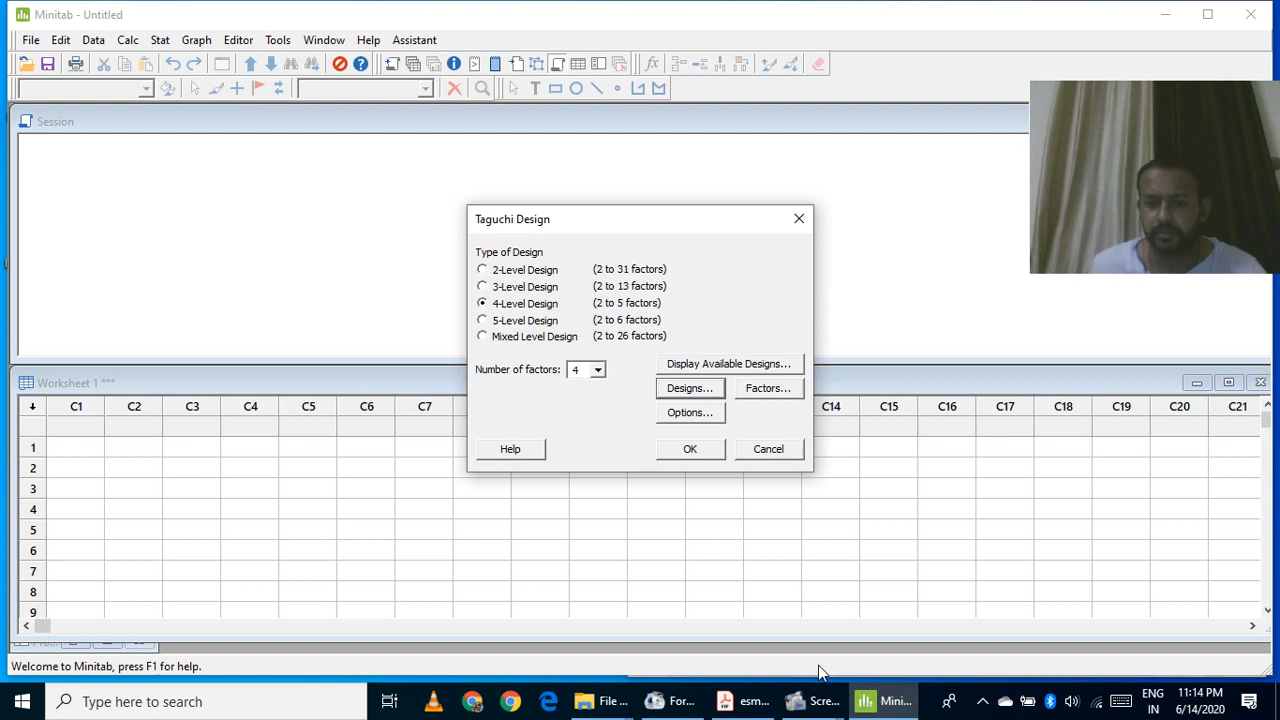 Minitab - Untitled
File Edit Data Calc Stat Graph Editor Tools Window Help Assistant
Session
Taguchi Design
Type of Design
2-Level Design (2 to 31 factors)
3-Level Design (2 to 13 factors)
4-Level Design (2 to 5 factors)
5-Level Design (2 to 6 factors)
Mixed Level Design (2 to 26 factors)
Number of factors: 4
Display Available Designs...
Designs... Factors...
Options...
Help OK Cancel
Worksheet 1 ***
C1 C2 C3 C4 C5 C6 C7 C14 C15 C16 C17 C18 C19 C20 C21
1
2
3
4
5
6
7
8
9
Welcome to Minitab, press F1 for help.
Type here to search
File ... For... esm... Scre... Mini...
ENG
IN
11:14 PM
6/14/2020